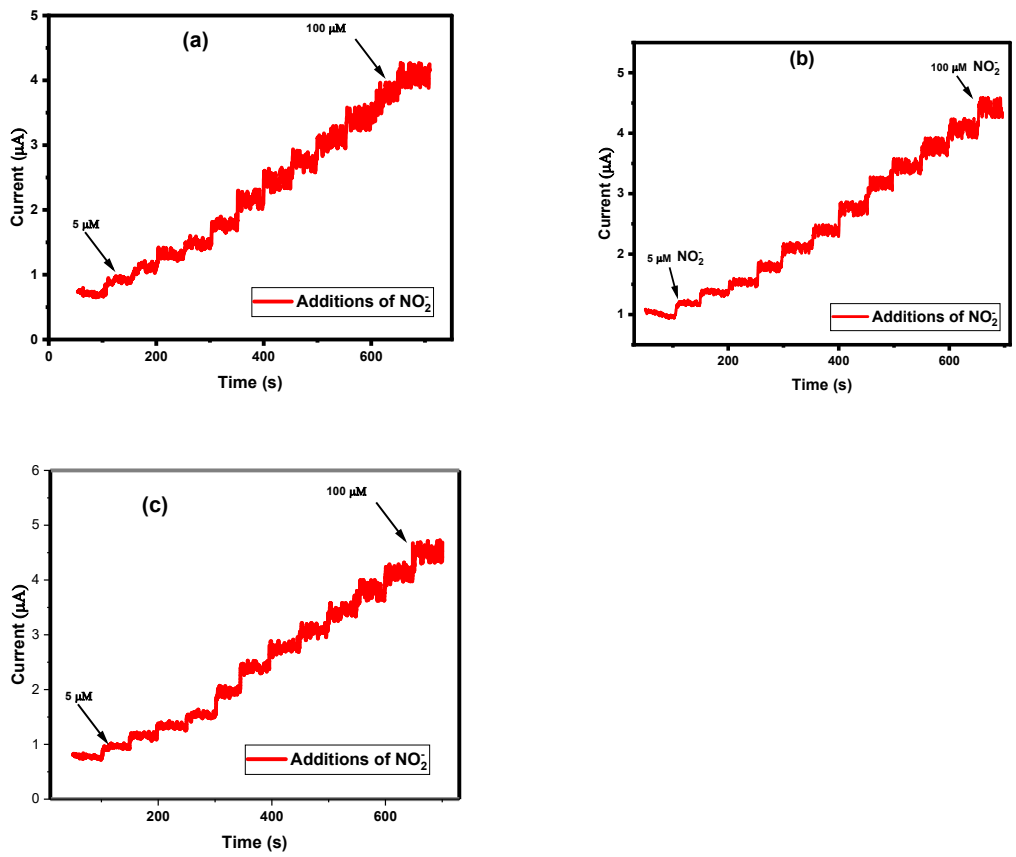 (a)
100 μM
5 μM
Current (μA)
5
4
3
2
1
0
0 200 400 600
Time (s)
Additions of NO₂⁻
(b)
100 μM NO₂⁻
5 μM NO₂⁻
Current (μA)
5
4
3
2
1
200 400 600
Time (s)
Additions of NO₂⁻
(c)
100 μM
5 μM
Current (μA)
6
5
4
3
2
1
0
200 400 600
Time (s)
Additions of NO₂⁻